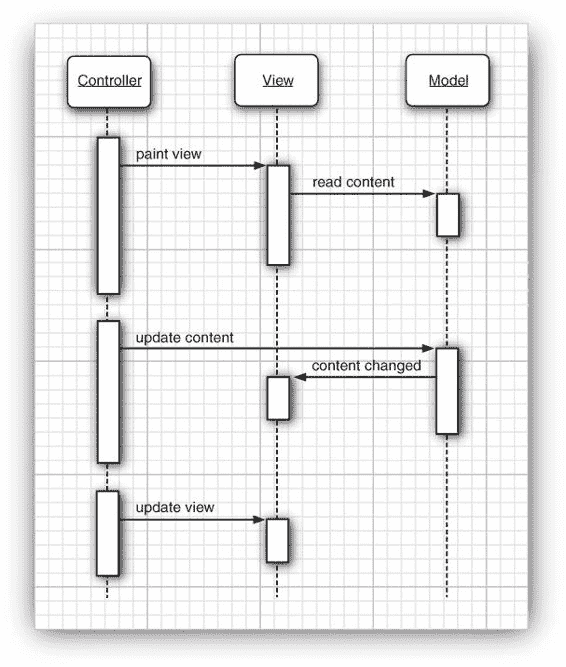 Controller
View
Model
paint view
read content
update content
content changed
update view